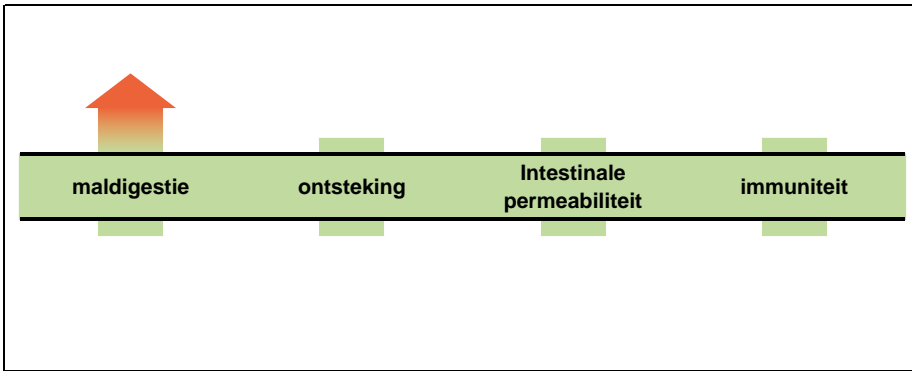 maldigestie
ontsteking
Intestinale
permeabiliteit
immuniteit